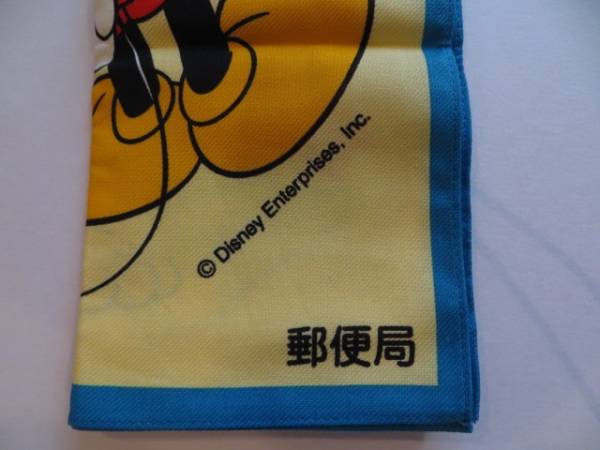 © Disney Enterprises, Inc.
郵便局